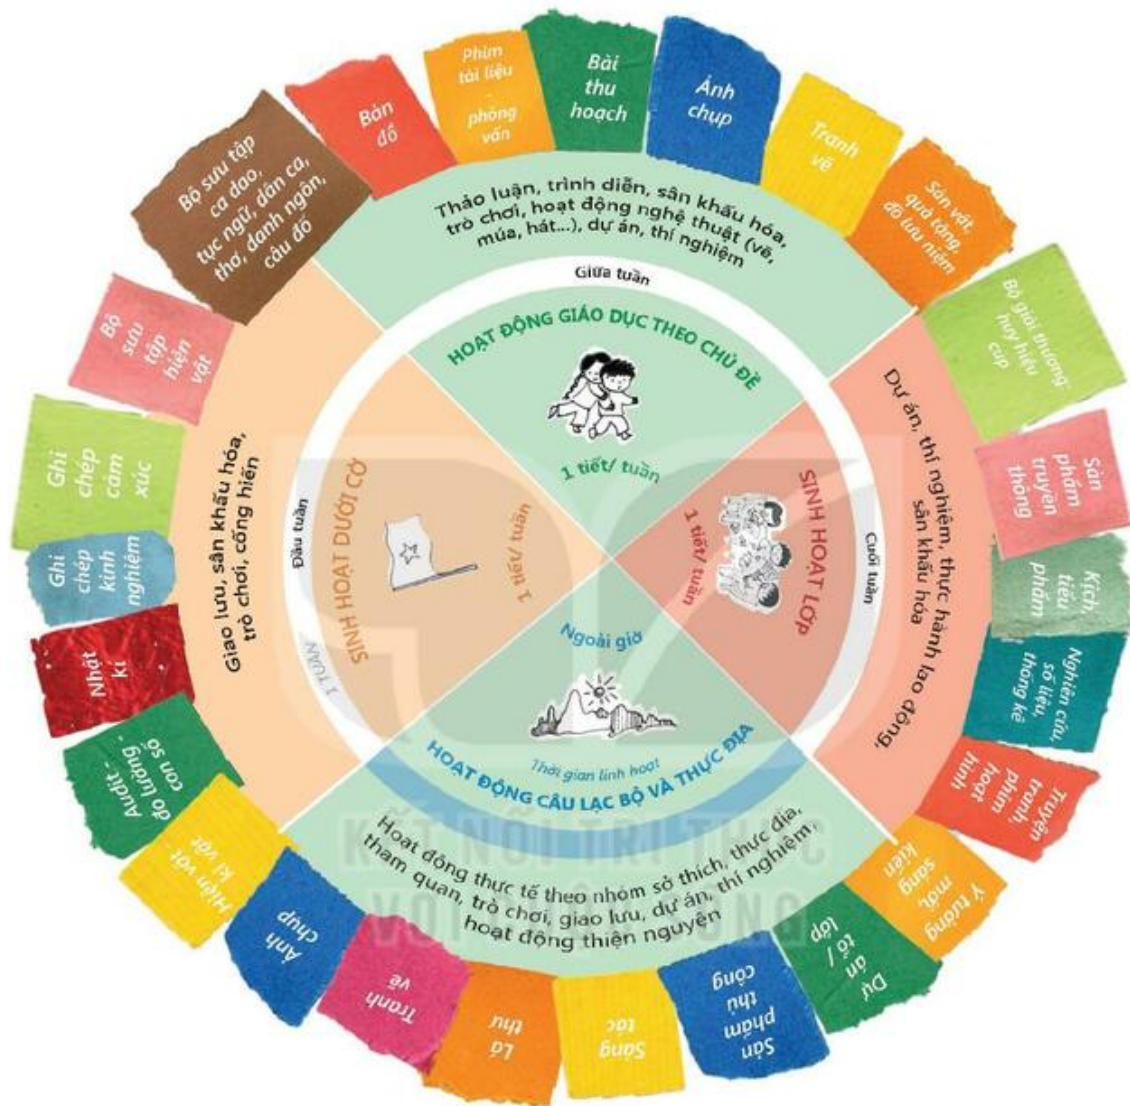 Phim
tài liệu
-
phỏng
vấn
Bài
thu
hoạch
Ảnh
chụp
Tranh
vẽ
Sản vật,
quà tặng,
đồ lưu niệm
Bộ giải thưởng
huy hiệu
cup
Sản
phẩm
truyền
thông
Kịch,
tiểu
phẩm
Nghiên cứu,
số liệu,
thống kê
Truyện
tranh,
phim
hoạt
hình
Ý tưởng
mới,
sáng
kiến
Dự
án
tổ/
lớp
Sản
phẩm
thủ
công
Sáng
tác
Lá
thư
Tranh
vẽ
Ảnh
chụp
Hiện vật -
kỉ vật
Audit -
đo lường -
con số
Nhật
kí
Ghi
chép
kinh
nghiệm
Ghi
chép
cảm
xúc
Bộ
sưu
tập
hiện
vật
Bộ sưu tập
ca dao,
tục ngữ, dân ca,
thơ, danh ngôn,
câu đố
Bản
đồ
Thảo luận, trình diễn, sân khấu hóa,
trò chơi, hoạt động nghệ thuật (vẽ,
múa, hát...), dự án, thí nghiệm
Giữa tuần
HOẠT ĐỘNG GIÁO DỤC THEO CHỦ ĐỀ
1 tiết/ tuần
Dự án, thí nghiệm, thực hành lao động,
sân khấu hóa
Cuối tuần
SINH HOẠT LỚP
1 tiết/ tuần
Giao lưu, sân khấu hóa,
trò chơi, cống hiến
Đầu tuần
SINH HOẠT DƯỚI CỜ
1 tiết/ tuần
1 TUẦN
Ngoài giờ
Thời gian linh hoạt
HOẠT ĐỘNG CÂU LẠC BỘ VÀ THỰC ĐỊA
Hoạt động thực tế theo nhóm sở thích, thực địa,
tham quan, trò chơi, giao lưu, dự án, thí nghiệm,
hoạt động thiện nguyện
KẾT NỐI TRI THỨC
VỚI CUỘC SỐNG